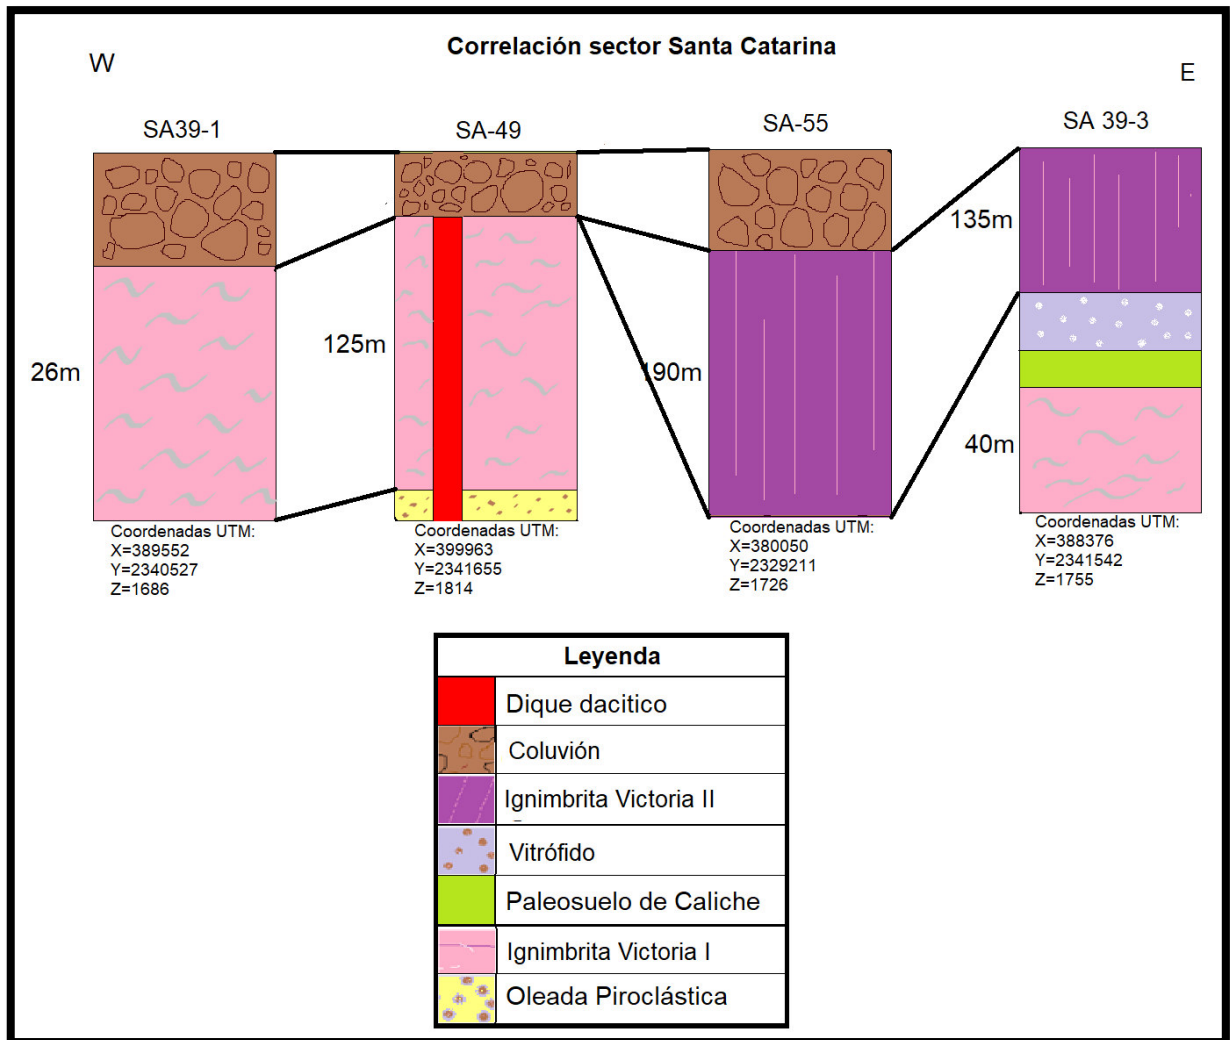 Correlación sector Santa Catarina
W
E
SA39-1
SA-49
SA-55
SA 39-3
26m
125m
190m
135m
40m
Coordenadas UTM:
X=389552
Y=2340527
Z=1686
Coordenadas UTM:
X=399963
Y=2341655
Z=1814
Coordenadas UTM:
X=380050
Y=2329211
Z=1726
Coordenadas UTM:
X=388376
Y=2341542
Z=1755
Leyenda
Dique dacitico
Coluvión
Ignimbrita Victoria II
Vitrófido
Paleosuelo de Caliche
Ignimbrita Victoria I
Oleada Piroclástica